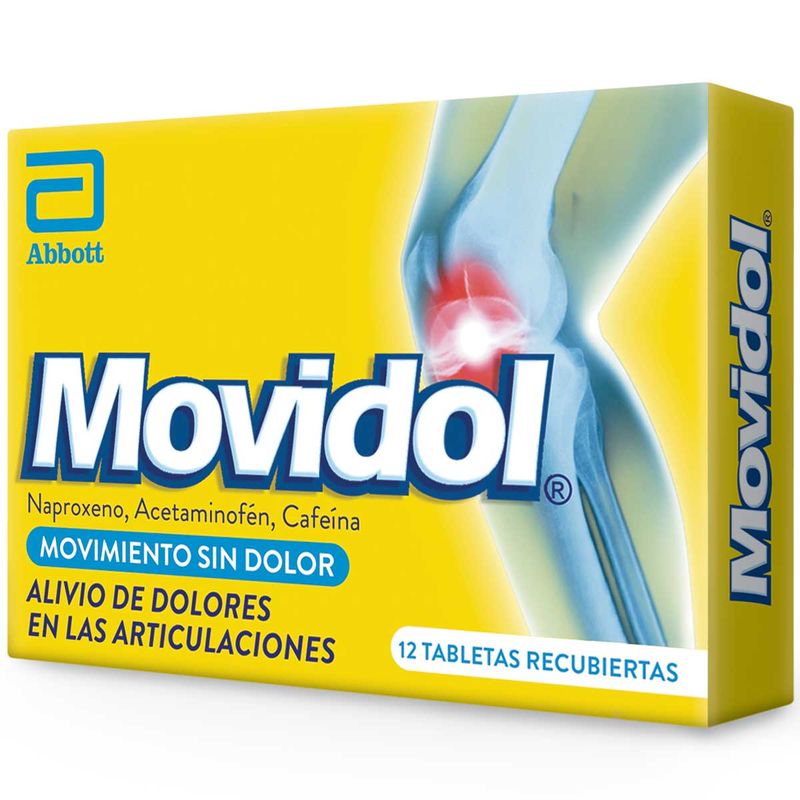 Abbott
Movidol®
Naproxeno, Acetaminofén, Cafeína
MOVIMIENTO SIN DOLOR
ALIVIO DE DOLORES
EN LAS ARTICULACIONES
12 TABLETAS RECUBIERTAS
Movidol®